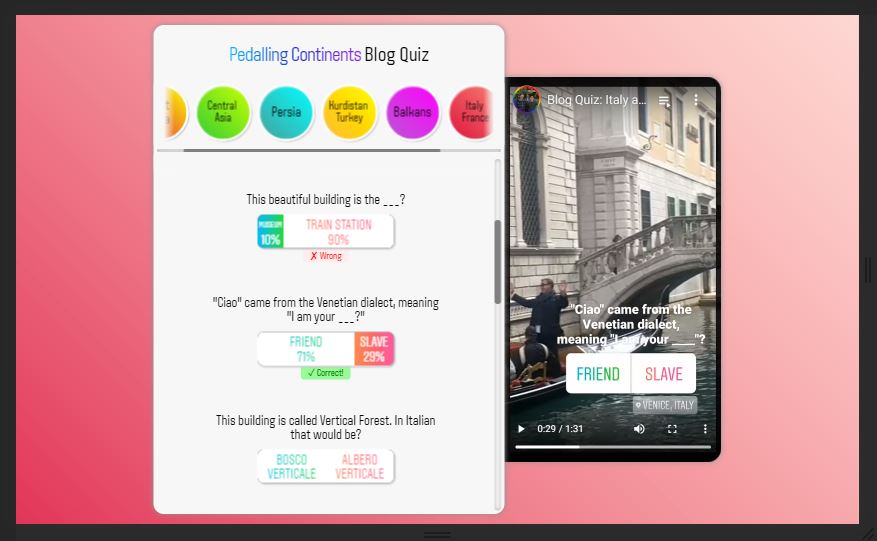 Pedalling Continents Blog Quiz
Central
Asia
Persia
Kurdistan
Turkey
Balkans
Italy
France
This beautiful building is the ___?
MUSEUM
10%
TRAIN STATION
90%
✗ Wrong
"Ciao" came from the Venetian dialect, meaning
"I am your ___?"
FRIEND
71%
SLAVE
29%
✓ Correct!
This building is called Vertical Forest. In Italian
that would be?
BOSCO
VERTICALE
ALBERO
VERTICALE
Blog Quiz: Italy a...
"Ciao" came from the
Venetian dialect,
meaning "I am your ___"?
FRIEND
SLAVE
VENICE, ITALY
0:29 / 1:31